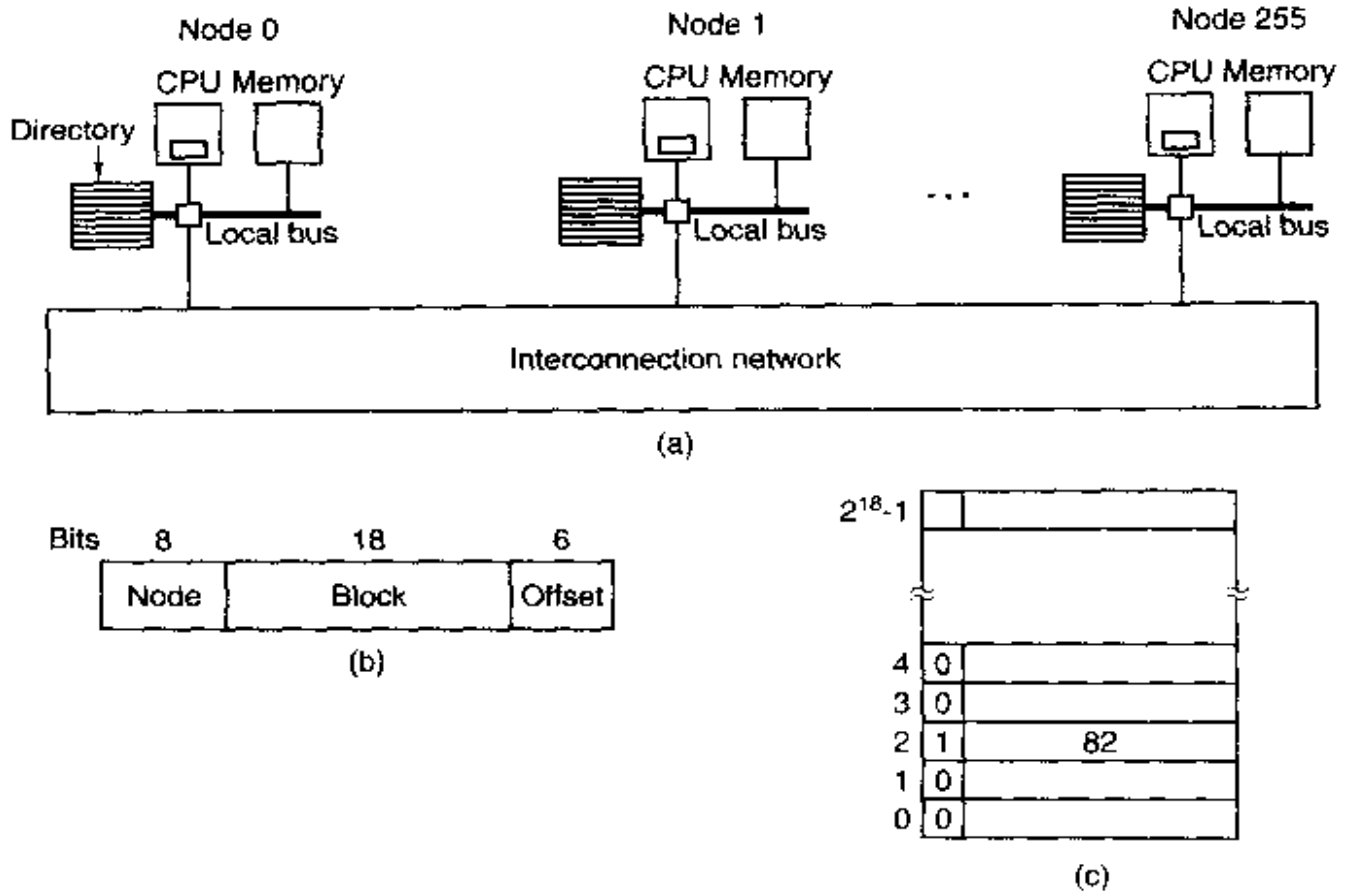 Node 0
Node 1
Node 255
CPU Memory
CPU Memory
CPU Memory
Directory
Local bus
Local bus
...
Local bus
Interconnection network
(a)
Bits 8 18 6
Node Block Offset
(b)
2¹⁸-1
4 0
3 0
2 1 82
1 0
0 0
(c)